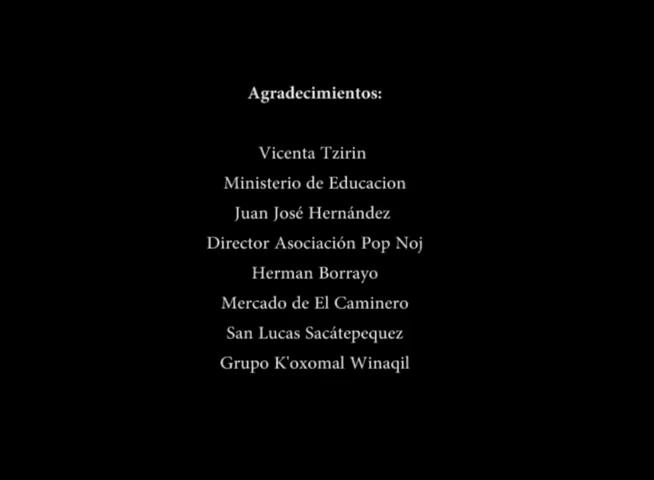 Agradecimientos:
Vicenta Tzirin
Ministerio de Educacion
Juan José Hernández
Director Asociación Pop Noj
Herman Borrayo
Mercado de El Caminero
San Lucas Sacátepequez
Grupo K'oxomal Winaqil